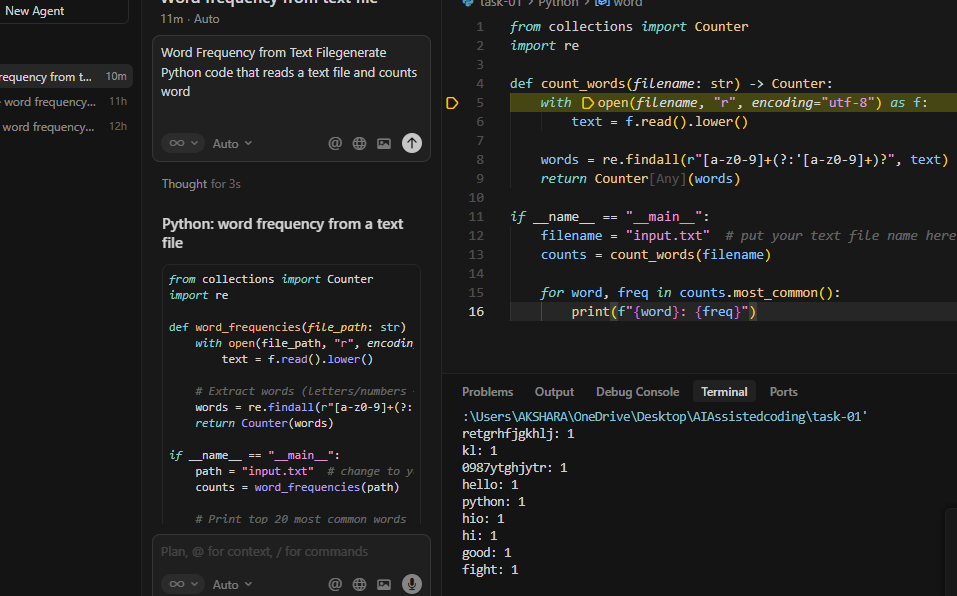 New Agent
requency from t... 10m
word frequency... 11h
word frequency... 12h
Word frequency from text file
11m · Auto
Word Frequency from Text Filegenerate
Python code that reads a text file and counts
word
Auto
Thought for 3s
Python: word frequency from a text
file
from collections import Counter
import re
def word_frequencies(file_path: str)
with open(file_path, "r", encodin
text = f.read().lower()
# Extract words (letters/numbers
words = re.findall(r"[a-z0-9]+(?:
return Counter(words)
if __name__ == "__main__":
path = "input.txt"  # change to y
counts = word_frequencies(path)
# Print top 20 most common words
Plan, @ for context, / for commands
Auto
task-01 > Python > word
1 from collections import Counter
2 import re
3
4 def count_words(filename: str) -> Counter:
5 with open(filename, "r", encoding="utf-8") as f:
6 text = f.read().lower()
7
8 words = re.findall(r"[a-z0-9]+(?:'[a-z0-9]+)?", text)
9 return Counter[Any](words)
10
11 if __name__ == "__main__":
12 filename = "input.txt"  # put your text file name here
13 counts = count_words(filename)
14
15 for word, freq in counts.most_common():
16 print(f"{word}: {freq}")
Problems Output Debug Console Terminal Ports
:\Users\AKSHARA\OneDrive\Desktop\AIAssistedcoding\task-01'
retgrhfjgkhlj: 1
kl: 1
0987ytghjytr: 1
hello: 1
python: 1
hio: 1
hi: 1
good: 1
fight: 1